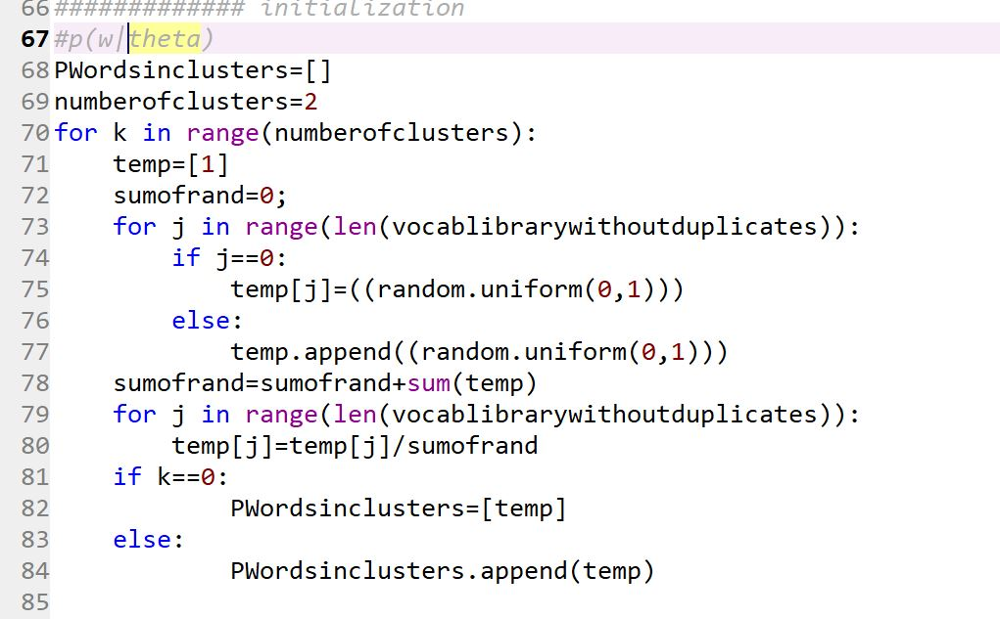 66 ############# initialization
67 #p(w|theta)
68 PWordsinclusters=[]
69 numberofclusters=2
70 for k in range(numberofclusters):
71     temp=[1]
72     sumofrand=0;
73     for j in range(len(vocablibrarywithoutduplicates)):
74         if j==0:
75             temp[j]=((random.uniform(0,1)))
76         else:
77             temp.append((random.uniform(0,1)))
78     sumofrand=sumofrand+sum(temp)
79     for j in range(len(vocablibrarywithoutduplicates)):
80         temp[j]=temp[j]/sumofrand
81     if k==0:
82             PWordsinclusters=[temp]
83     else:
84             PWordsinclusters.append(temp)
85